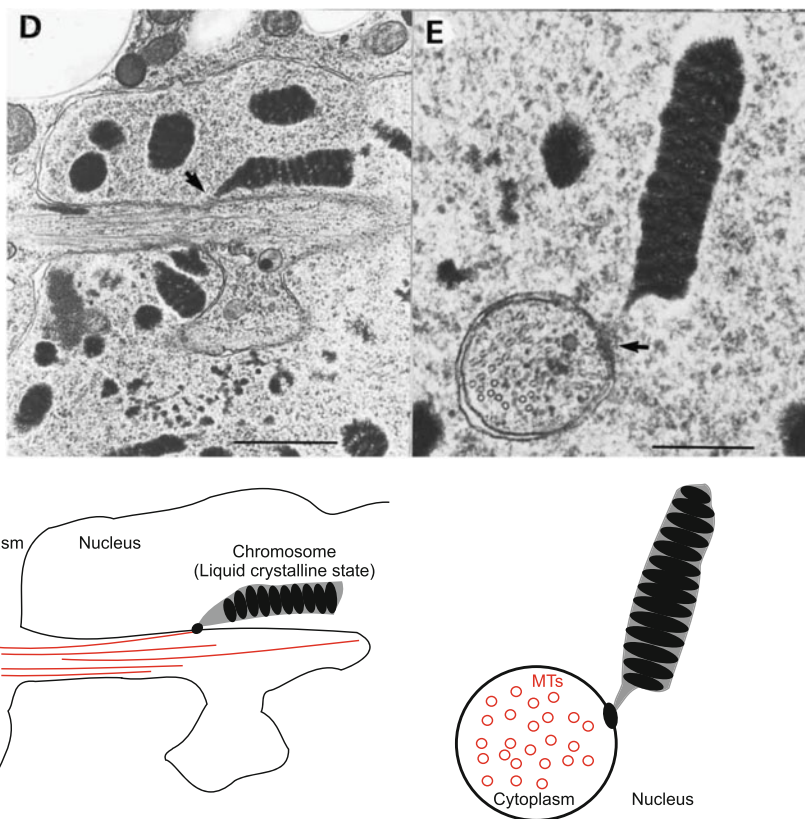 D
E
sm
Nucleus
Chromosome
(Liquid crystalline state)
MTs
Cytoplasm
Nucleus